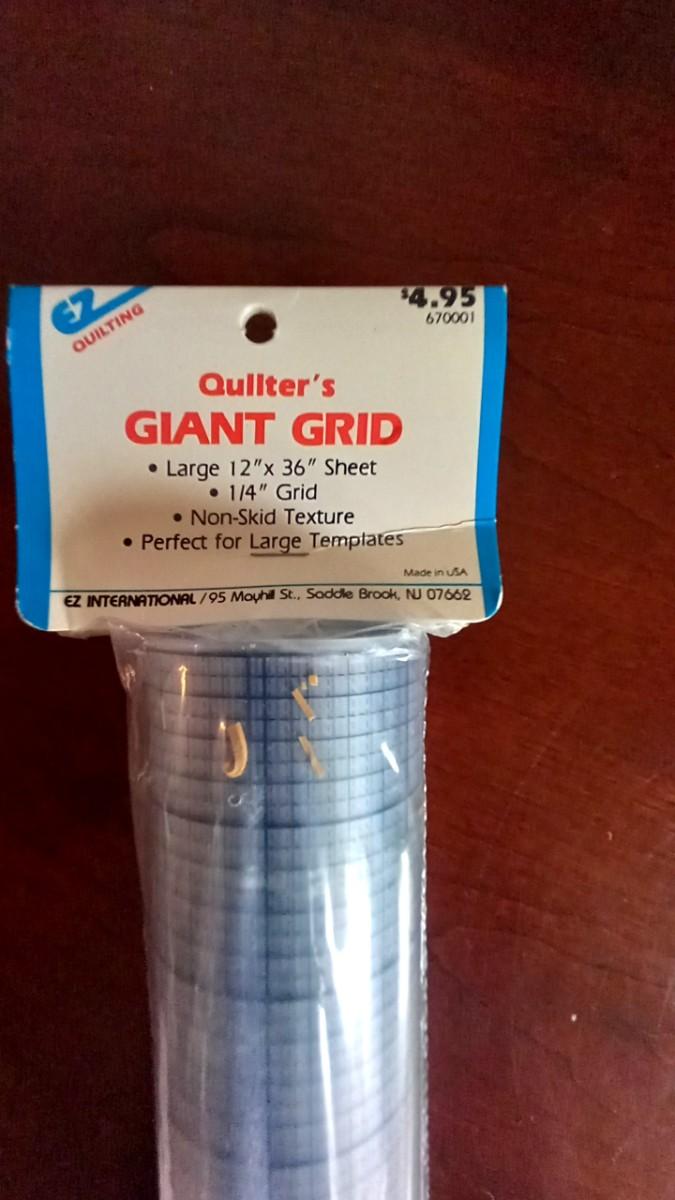 EZ
QUILTING
$4.95
670001
Quilter's
GIANT GRID
• Large 12"x 36" Sheet
• 1/4" Grid
• Non-Skid Texture
• Perfect for Large Templates
Made in USA
EZ INTERNATIONAL / 95 Mayhill St., Saddle Brook, NJ 07662